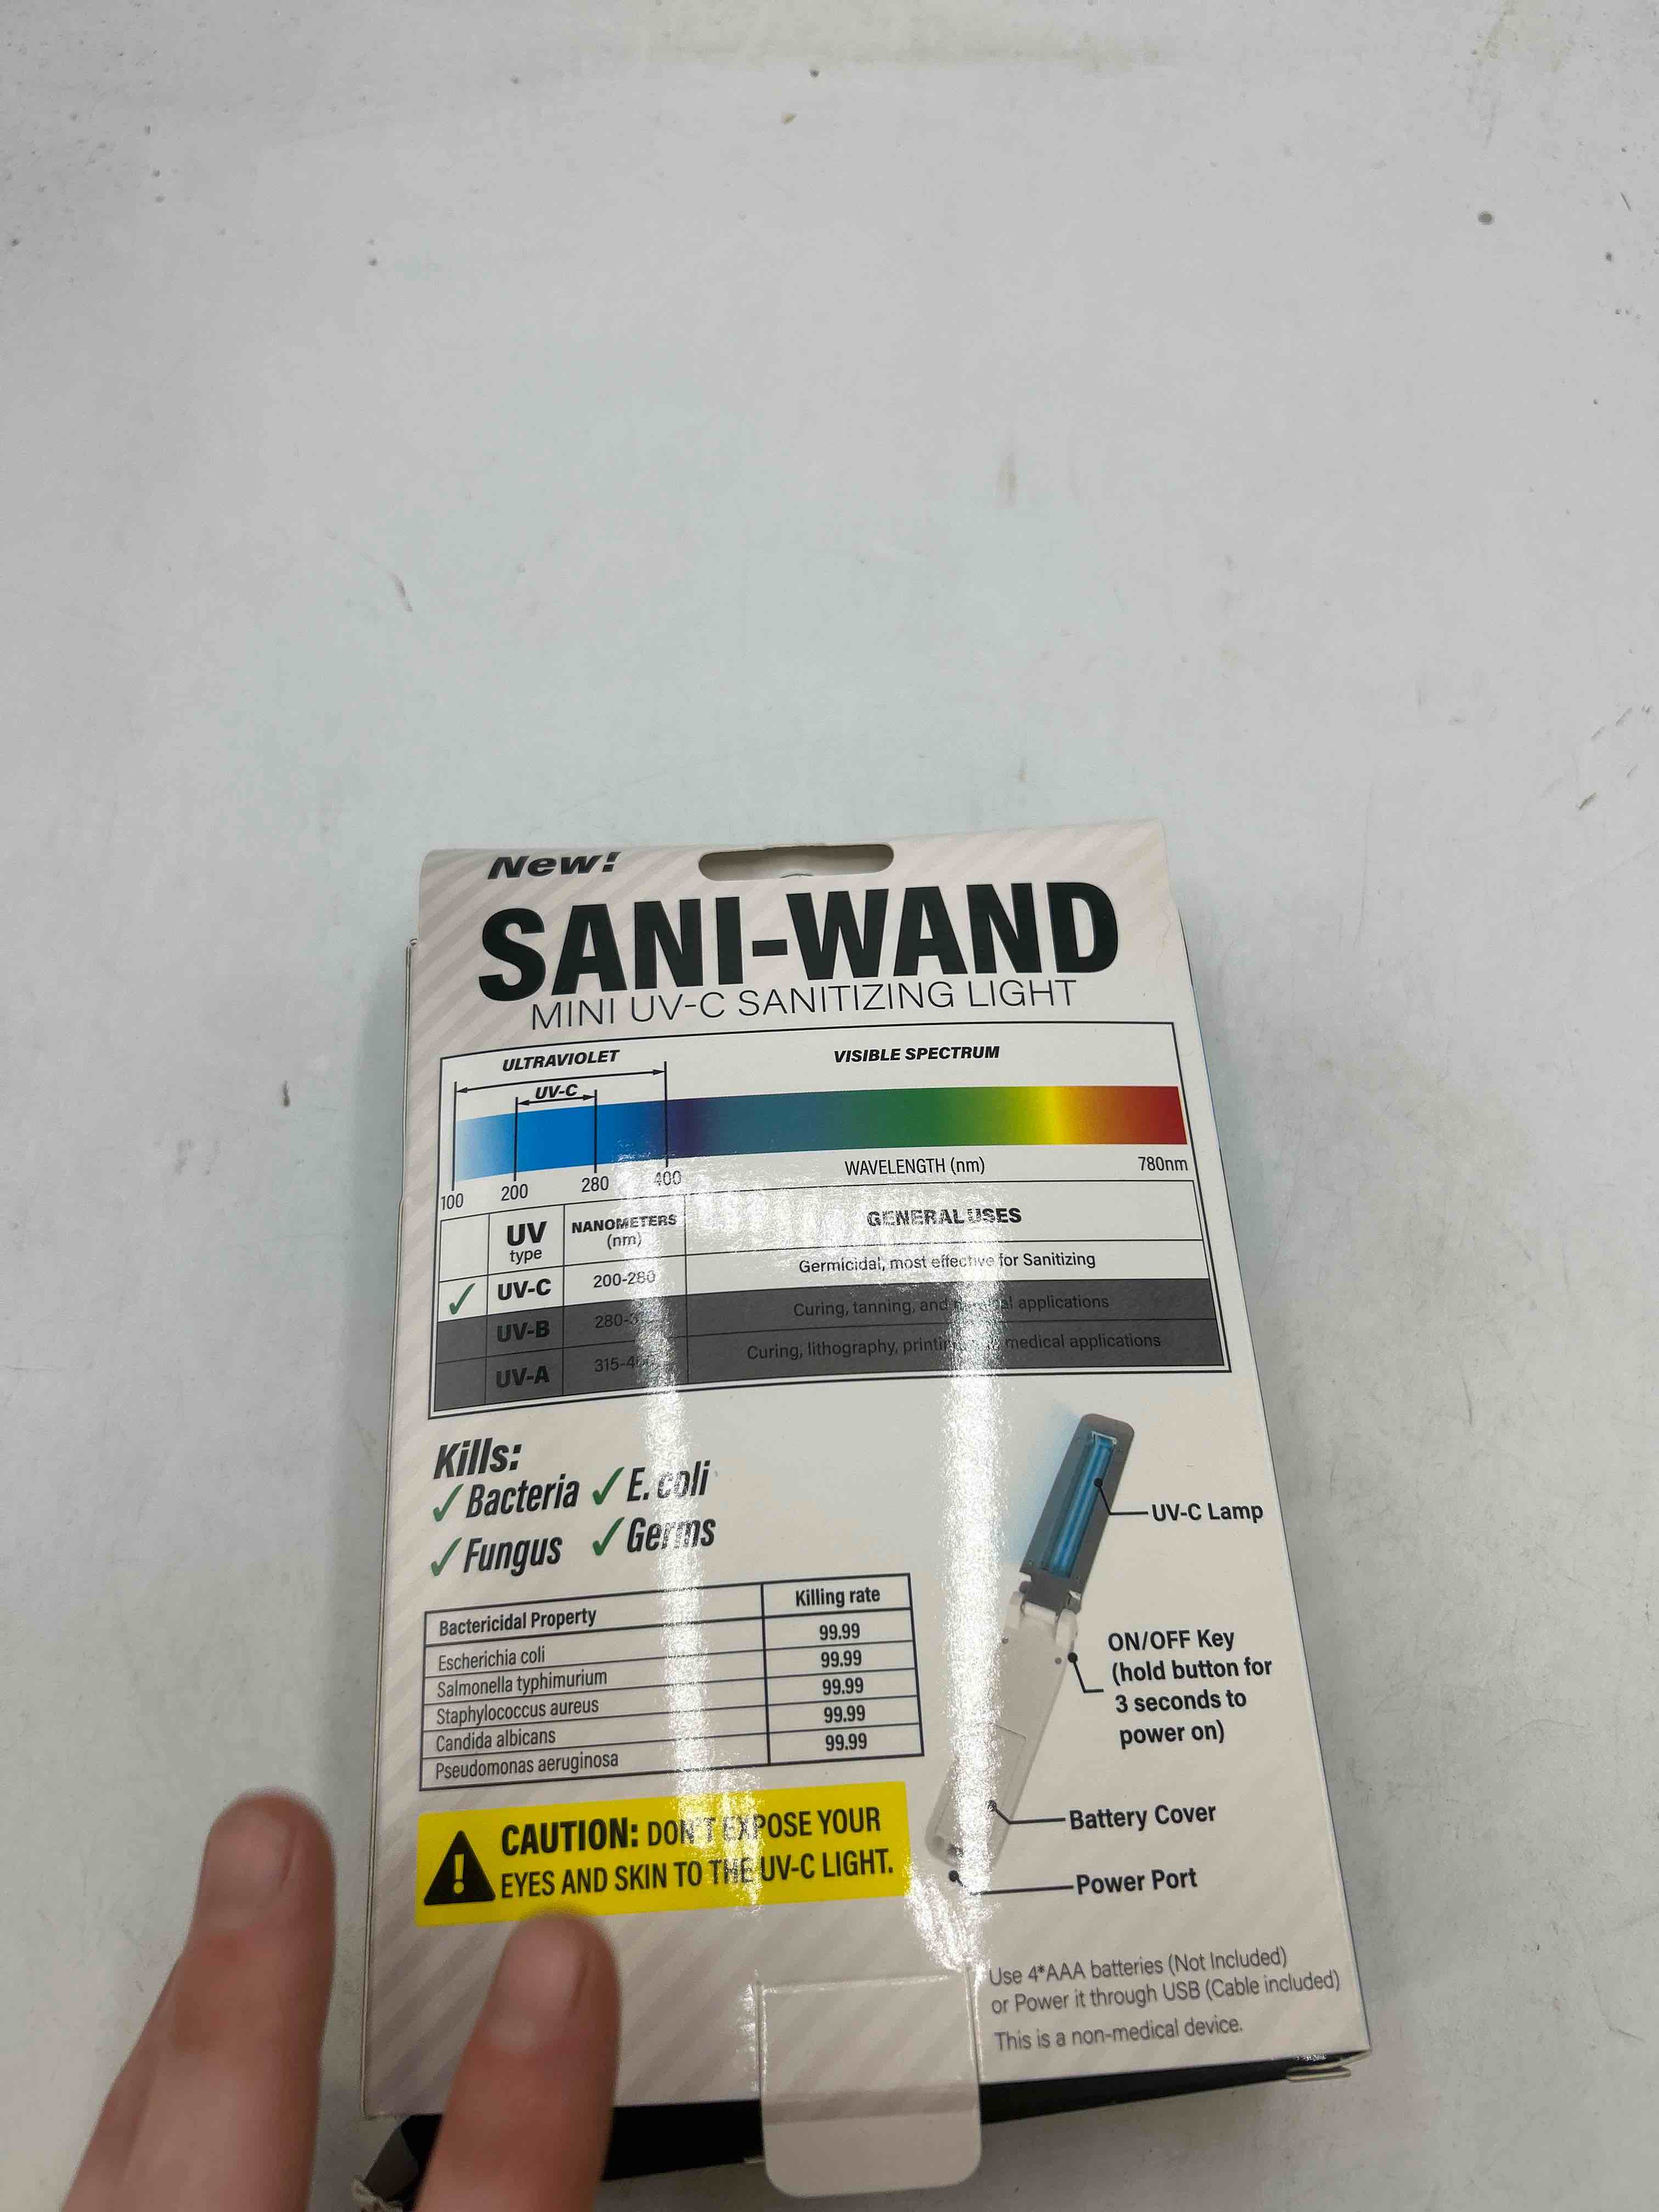 New!
SANI-WAND
MINI UV-C SANITIZING LIGHT
ULTRAVIOLET
VISIBLE SPECTRUM
UV-C
100
200
280
400
WAVELENGTH (nm)
780nm
UV type
NANOMETERS (nm)
GENERAL USES
✓ UV-C 200-280 Germicidal, most effective for Sanitizing
UV-B 280- Curing, tanning, and applications
UV-A 315- Curing, lithography, medical applications
Kills:
✓ Bacteria ✓ E. coli
✓ Fungus ✓ Germs
Bactericidal Property Killing rate
Escherichia coli 99.99
Salmonella typhimurium 99.99
Staphylococcus aureus 99.99
Candida albicans 99.99
Pseudomonas aeruginosa 99.99
CAUTION: DON'T EXPOSE YOUR
EYES AND SKIN TO THE UV-C LIGHT.
UV-C Lamp
ON/OFF Key
(hold button for
3 seconds to
power on)
Battery Cover
Power Port
Use 4*AAA batteries (Not Included)
or Power it through USB (Cable included)
This is a non-medical device.